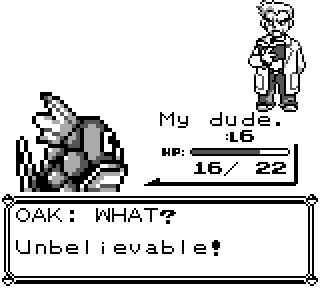 My dude.
:L6
HP:
16/ 22
OAK: WHAT?
Unbelievable!